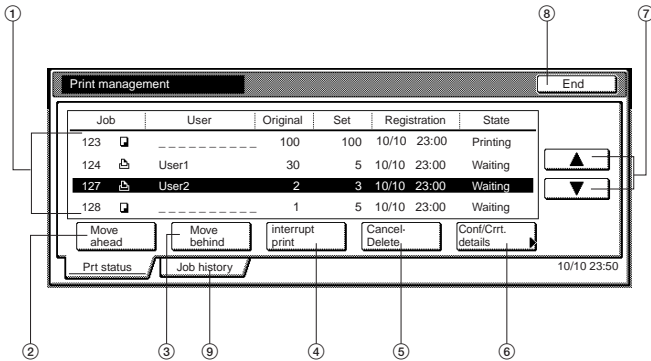 ① ⑧ ⑦
Print management End
Job User Original Set Registration State
123 _ _ _ _ _ _ _ _ _ _ _ 100 100 10/10 23:00 Printing
124 User1 30 5 10/10 23:00 Waiting
127 User2 2 3 10/10 23:00 Waiting
128 _ _ _ _ _ _ _ _ _ _ _ 1 5 10/10 23:00 Waiting
Move ahead
Move behind
interrupt print
Cancel·Delete
Conf/Crrt. details
Prt status Job history 10/10 23:50
② ③ ⑨ ④ ⑤ ⑥